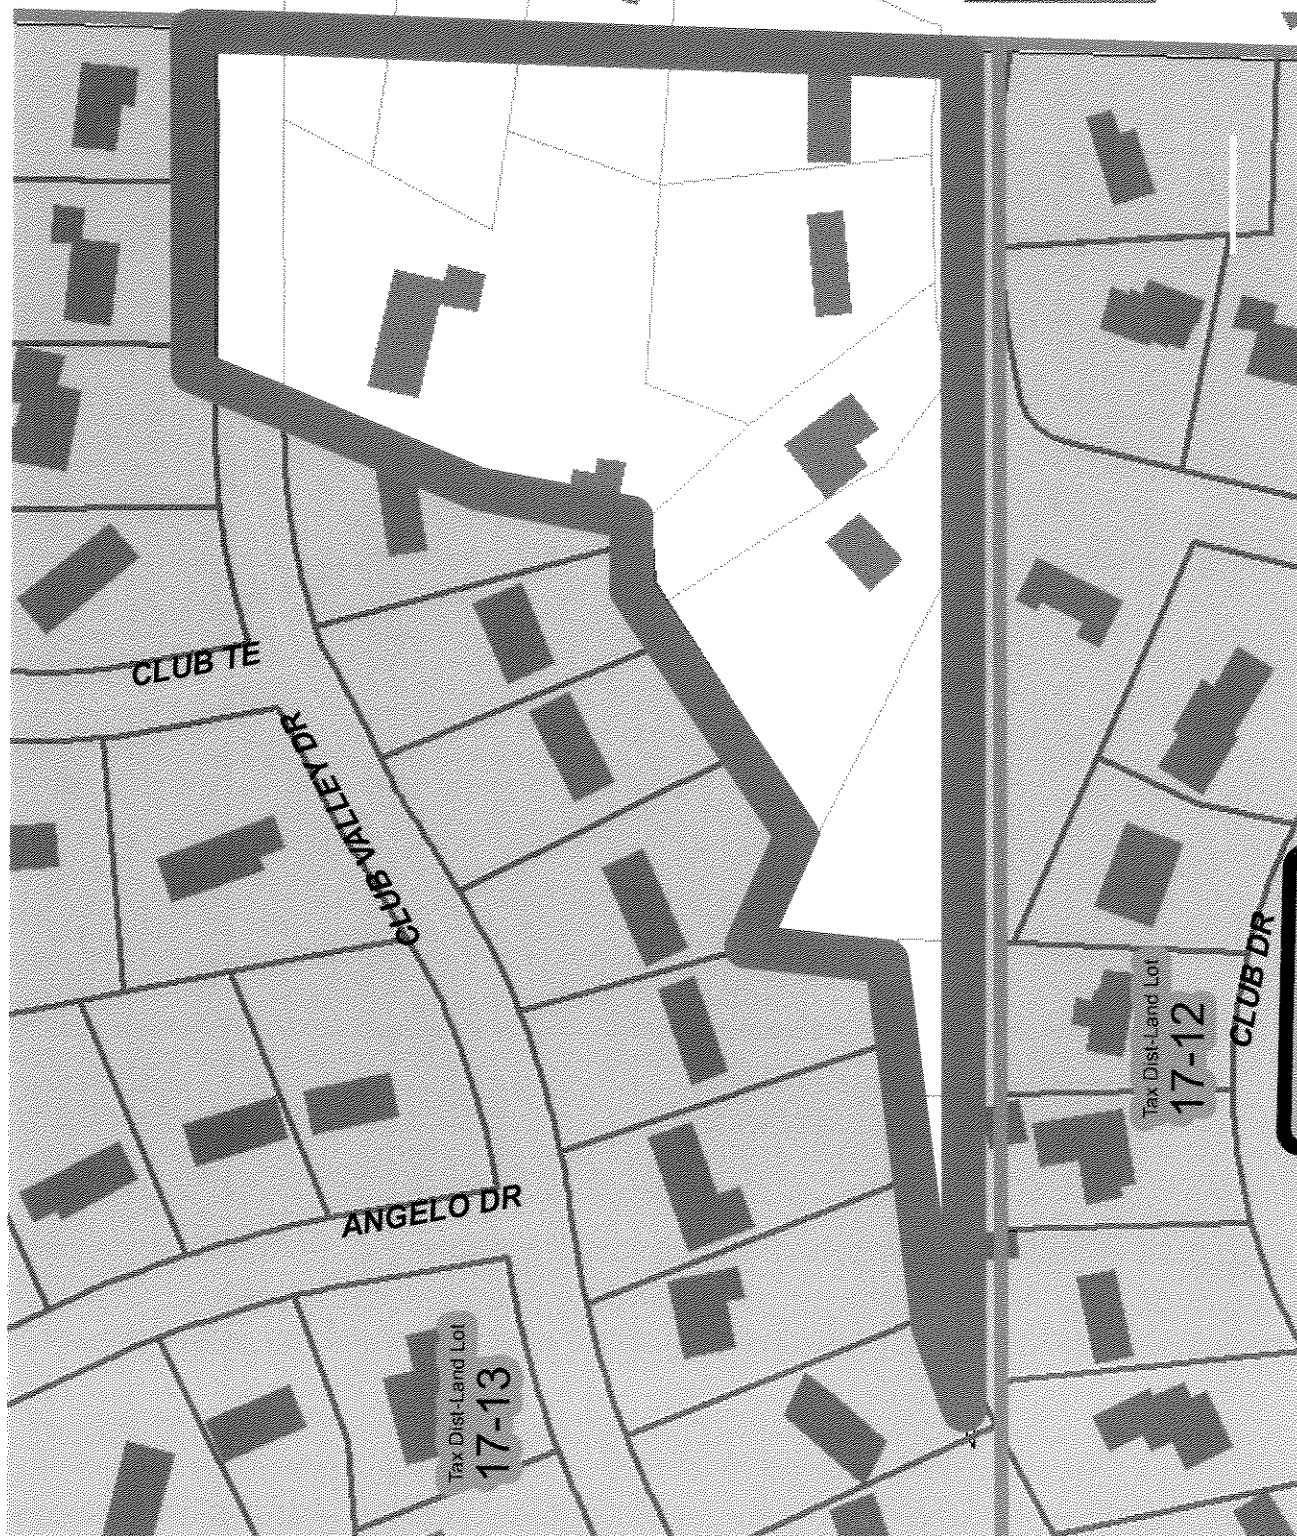 CLUB TE
CLUB VALLEY DR
CLUB DR
Tax Dist-Land Lot
17-12
ANGELO DR
Tax Dist-Land Lot
17-13